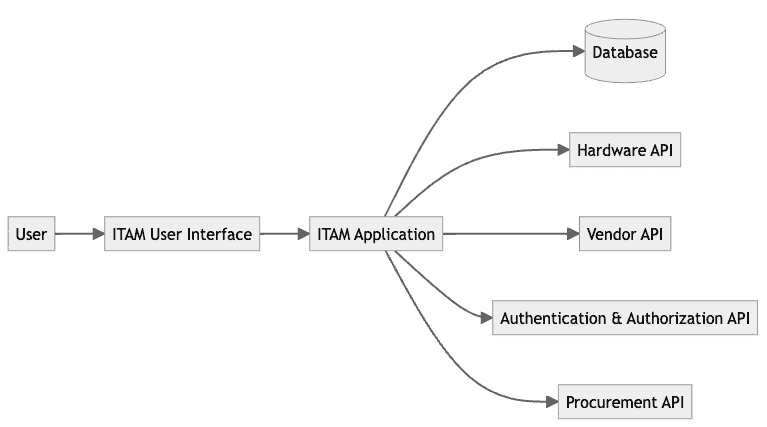 Database
Hardware API
User
ITAM User Interface
ITAM Application
Vendor API
Authentication & Authorization API
Procurement API